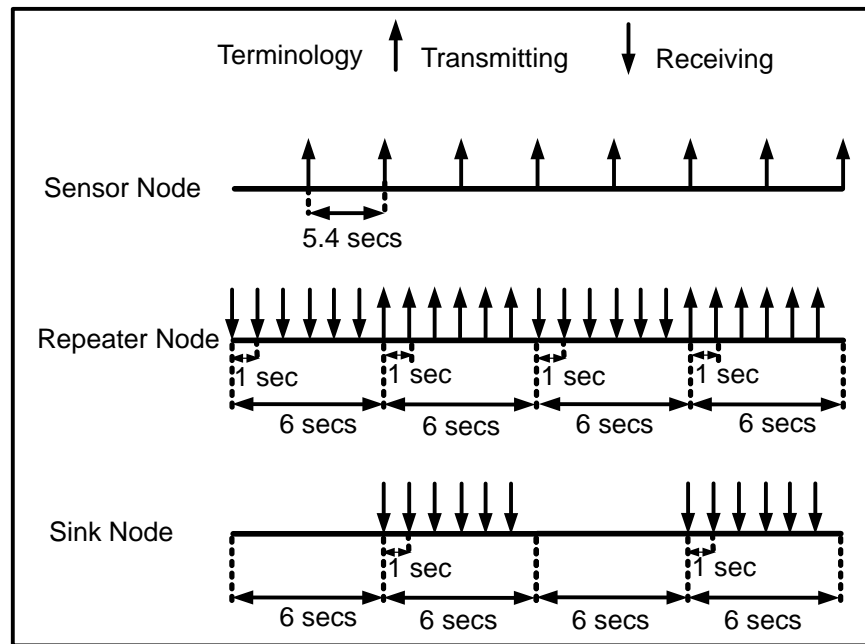 Terminology Transmitting Receiving
Sensor Node
5.4 secs
Repeater Node
1 sec 1 sec 1 sec 1 sec
6 secs 6 secs 6 secs 6 secs
Sink Node
1 sec 1 sec
6 secs 6 secs 6 secs 6 secs